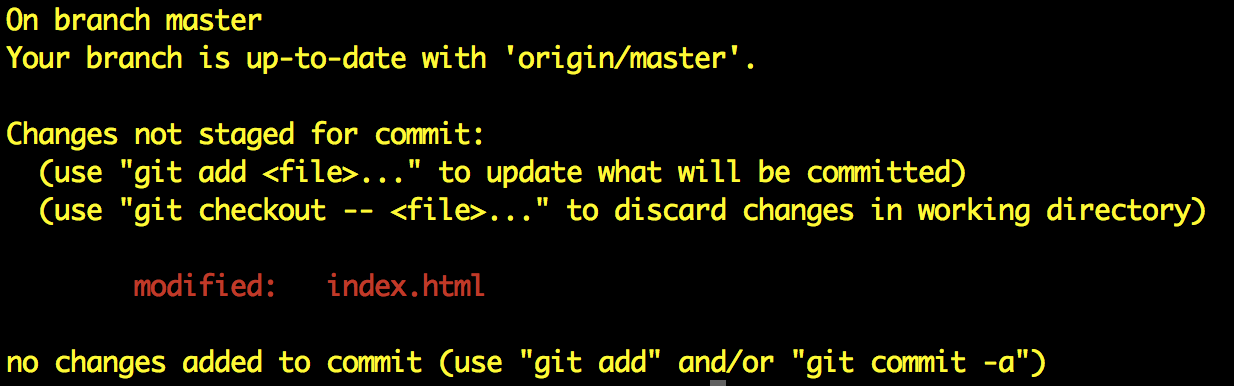 On branch master
Your branch is up-to-date with 'origin/master'.
Changes not staged for commit:
(use "git add <file>..." to update what will be committed)
(use "git checkout -- <file>..." to discard changes in working directory)
modified: index.html
no changes added to commit (use "git add" and/or "git commit -a")